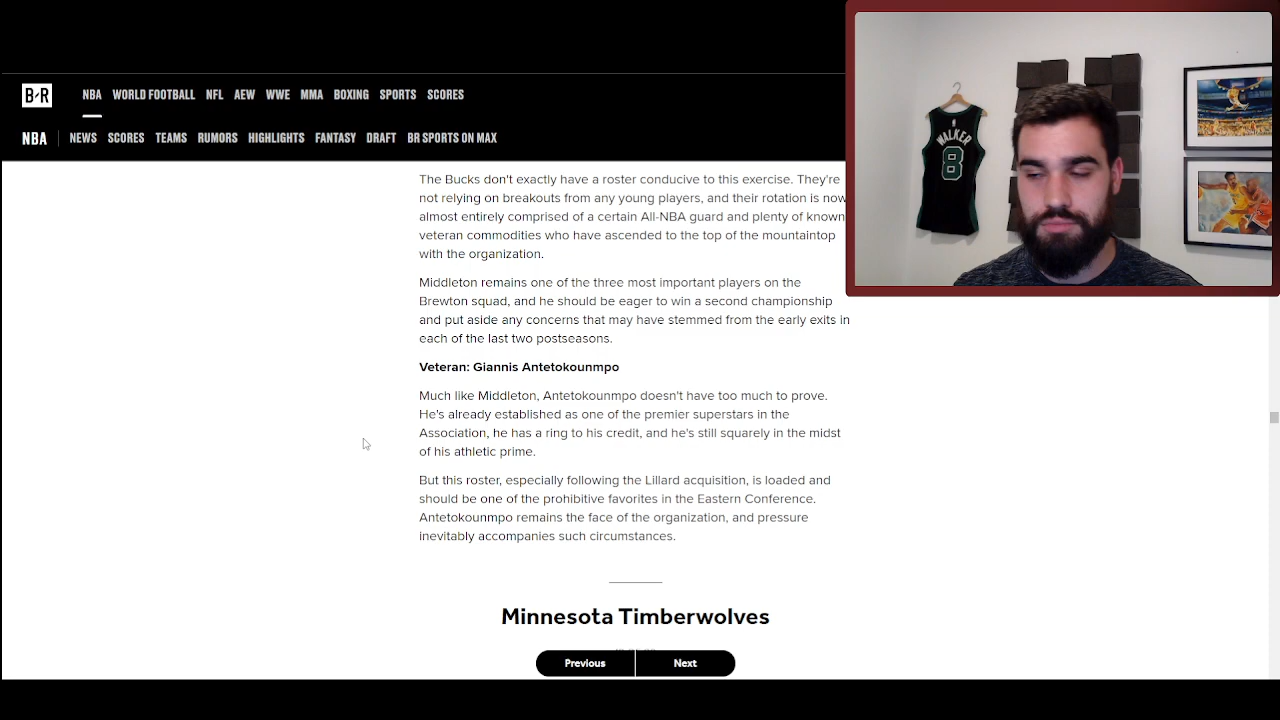 B/R
NBA WORLD FOOTBALL NFL AEW WWE MMA BOXING SPORTS SCORES
NBA NEWS SCORES TEAMS RUMORS HIGHLIGHTS FANTASY DRAFT BR SPORTS ON MAX
WALKER
8
The Bucks don't exactly have a roster conducive to this exercise. They're
not relying on breakouts from any young players, and their rotation is now
almost entirely comprised of a certain All-NBA guard and plenty of known
veteran commodities who have ascended to the top of the mountaintop
with the organization.
Middleton remains one of the three most important players on the
Brewton squad, and he should be eager to win a second championship
and put aside any concerns that may have stemmed from the early exits in
each of the last two postseasons.
Veteran: Giannis Antetokounmpo
Much like Middleton, Antetokounmpo doesn't have too much to prove.
He's already established as one of the premier superstars in the
Association, he has a ring to his credit, and he's still squarely in the midst
of his athletic prime.
But this roster, especially following the Lillard acquisition, is loaded and
should be one of the prohibitive favorites in the Eastern Conference.
Antetokounmpo remains the face of the organization, and pressure
inevitably accompanies such circumstances.
Minnesota Timberwolves
Previous Next